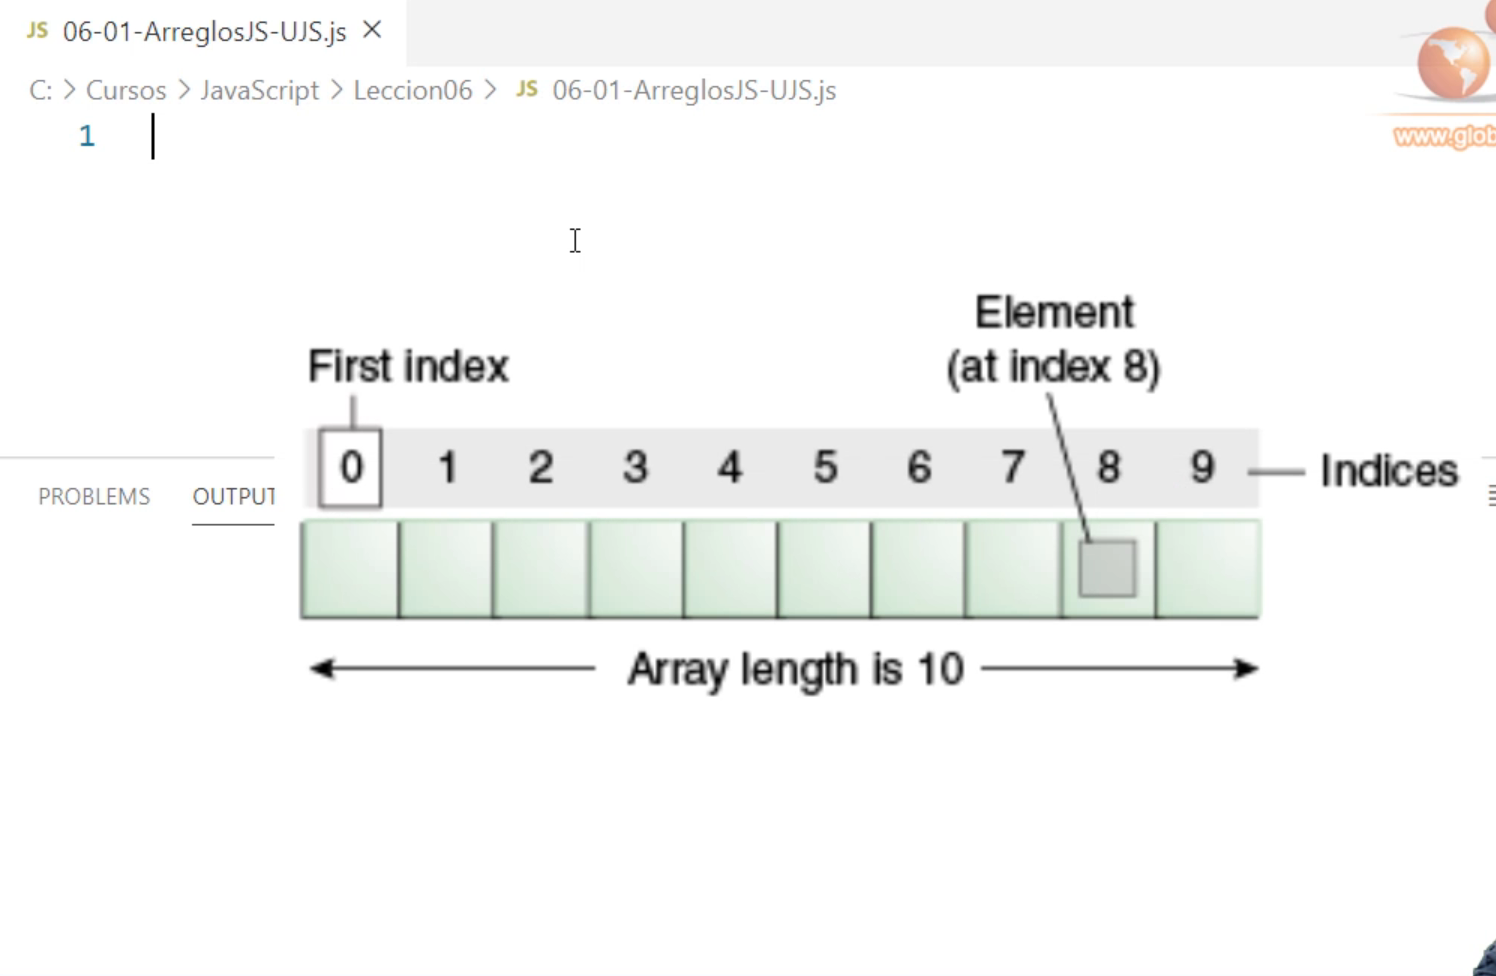 JS 06-01-ArreglosJS-UJS.js
C: > Cursos > JavaScript > Leccion06 > JS 06-01-ArreglosJS-UJS.js
www.glob
1
Element
(at index 8)
First index
0 1 2 3 4 5 6 7 8 9
Indices
PROBLEMS OUTPUT
Array length is 10